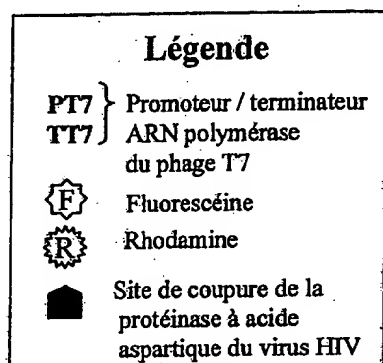 Légende
PT7 } Promoteur / terminateur
TT7 ARN polymérase
du phage T7
F Fluorescéine
R Rhodamine
Site de coupure de la
protéinase à acide
aspartique du virus HIV